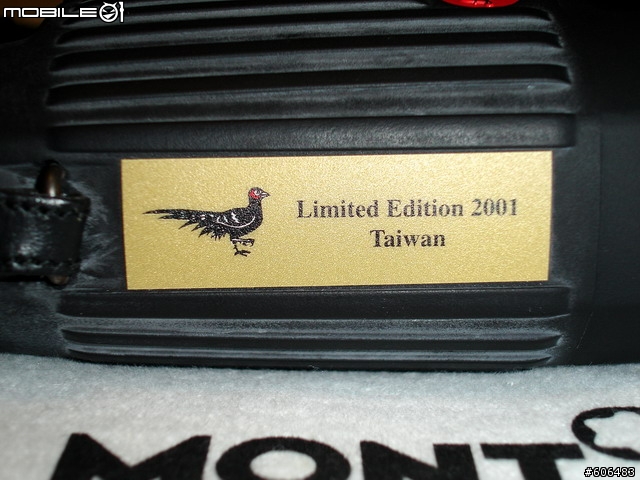 MOBILE01
Limited Edition 2001
Taiwan
MONT
#606483